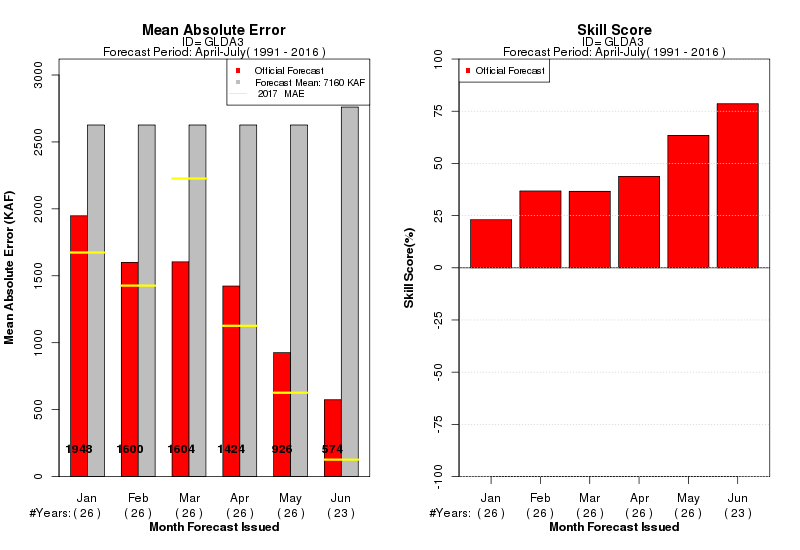 Mean Absolute Error
ID= GLDA3
Forecast Period: April-July( 1991 - 2016 )
Official Forecast
Forecast Mean: 7160 KAF
2017 MAE
Mean Absolute Error (KAF)
3000
2500
2000
1500
1000
500
0
1948 1600 1604 1424 926 574
Jan Feb Mar Apr May Jun
#Years: ( 26 ) ( 26 ) ( 26 ) ( 26 ) ( 26 ) ( 23 )
Month Forecast Issued
Skill Score
ID= GLDA3
Forecast Period: April-July( 1991 - 2016 )
Official Forecast
Skill Score(%)
100
75
50
25
0
-25
-50
-75
-100
Jan Feb Mar Apr May Jun
#Years: ( 26 ) ( 26 ) ( 26 ) ( 26 ) ( 26 ) ( 23 )
Month Forecast Issued